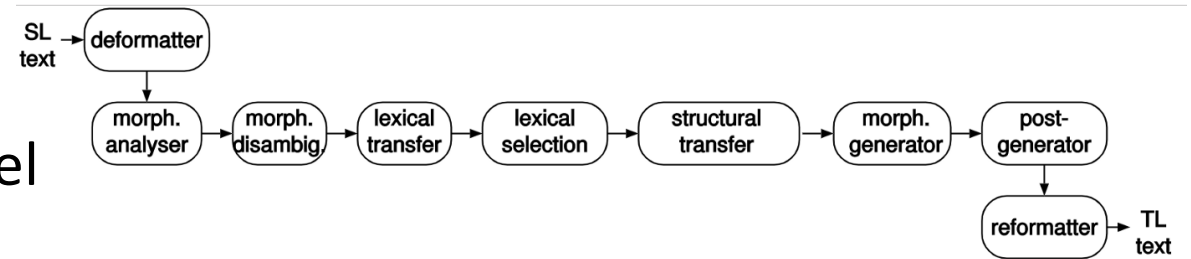 SL
text
deformatter
morph.
analyser
morph.
disambig.
lexical
transfer
lexical
selection
structural
transfer
morph.
generator
post-
generator
reformatter
TL
text
el